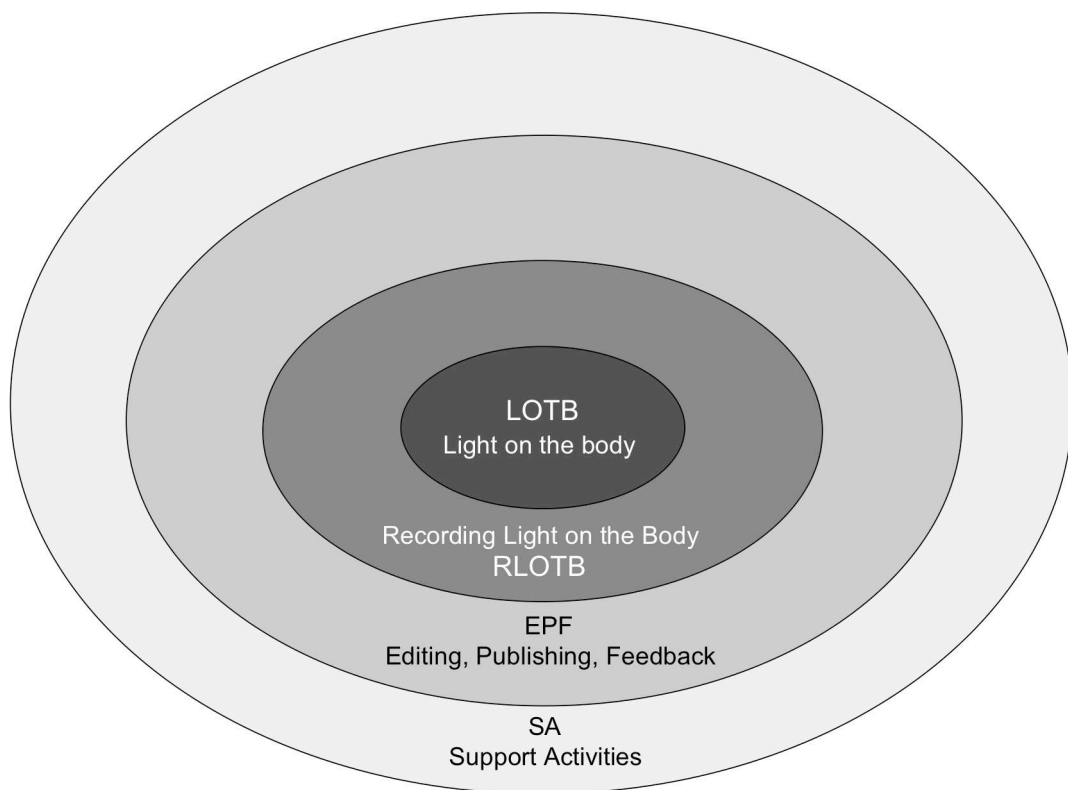 LOTB
Light on the body
Recording Light on the Body
RLOTB
EPF
Editing, Publishing, Feedback
SA
Support Activities